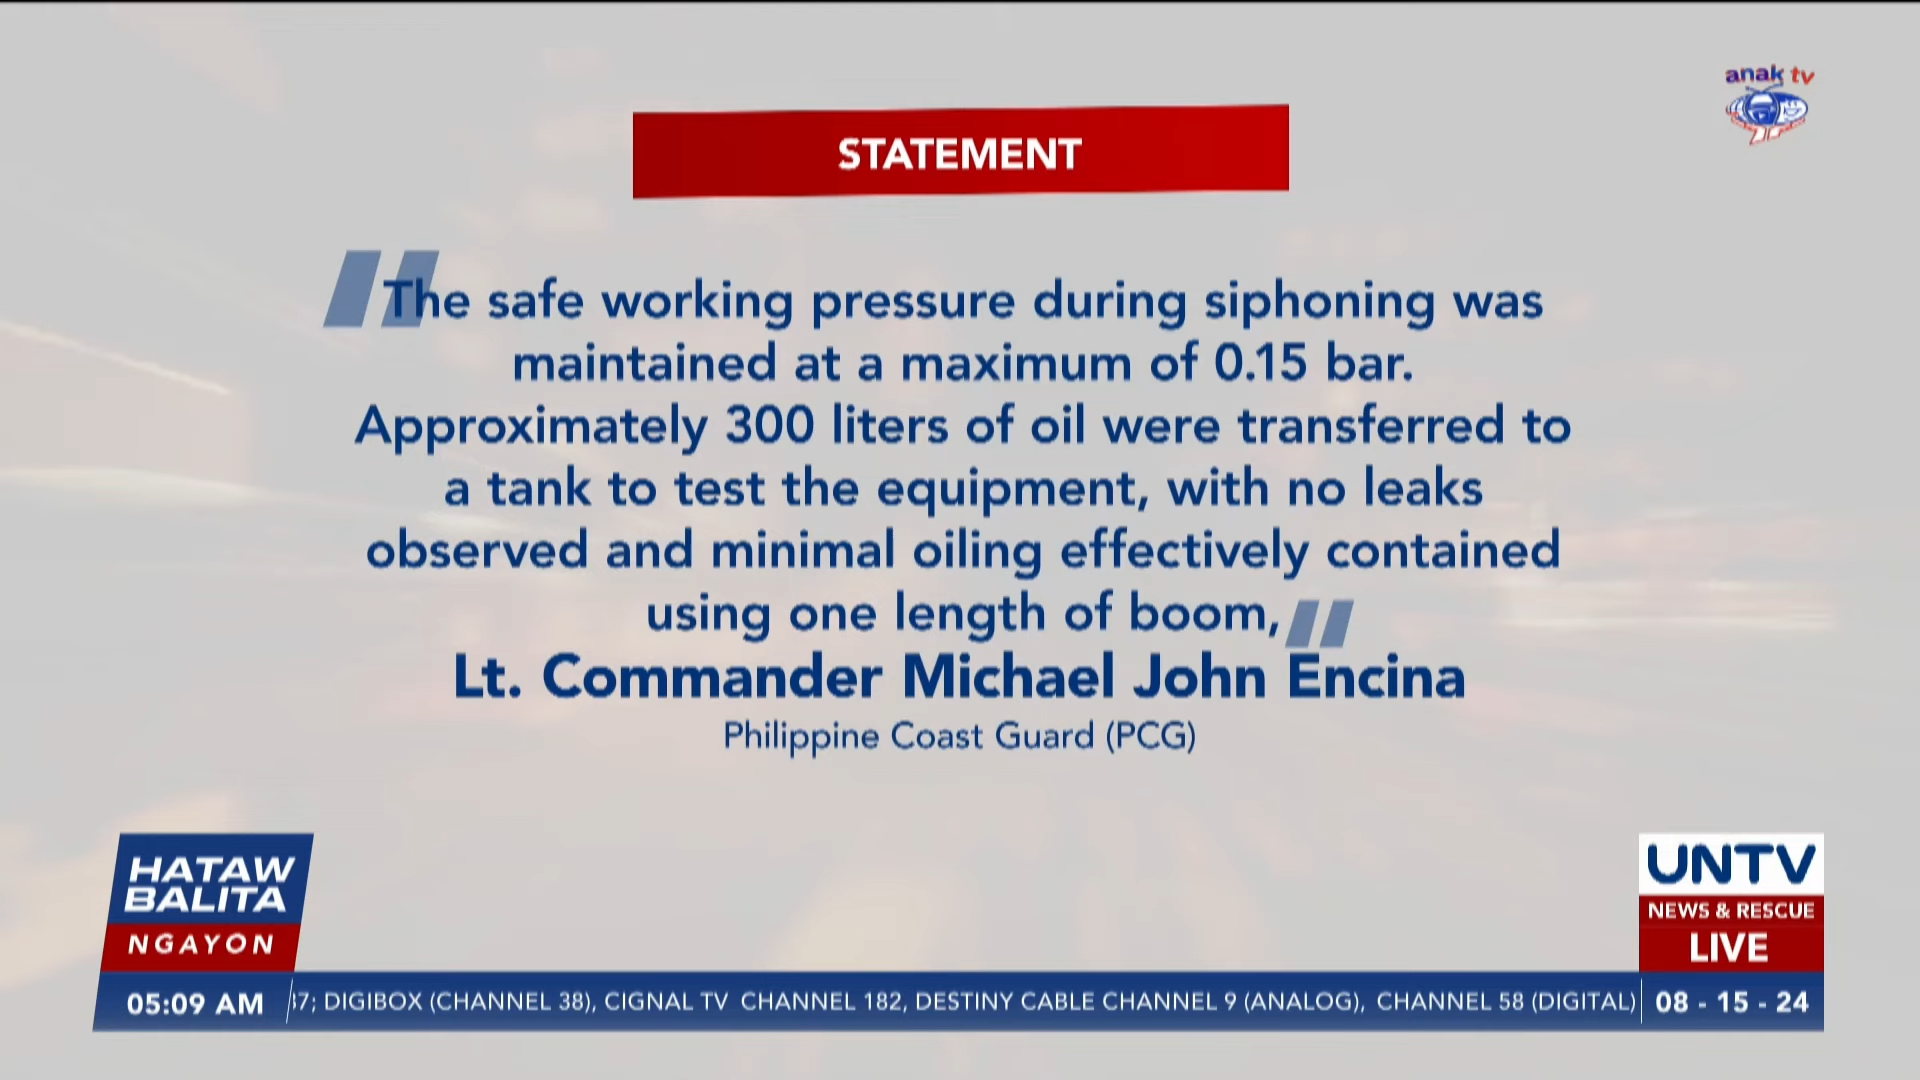 anak tv
STATEMENT
"The safe working pressure during siphoning was
maintained at a maximum of 0.15 bar.
Approximately 300 liters of oil were transferred to
a tank to test the equipment, with no leaks
observed and minimal oiling effectively contained
using one length of boom,"
Lt. Commander Michael John Encina
Philippine Coast Guard (PCG)
HATAW
BALITA
NGAYON
UNTV
NEWS & RESCUE
LIVE
05:09 AM
7; DIGIBOX (CHANNEL 38), CIGNAL TV CHANNEL 182, DESTINY CABLE CHANNEL 9 (ANALOG), CHANNEL 58 (DIGITAL)
08 - 15 - 24